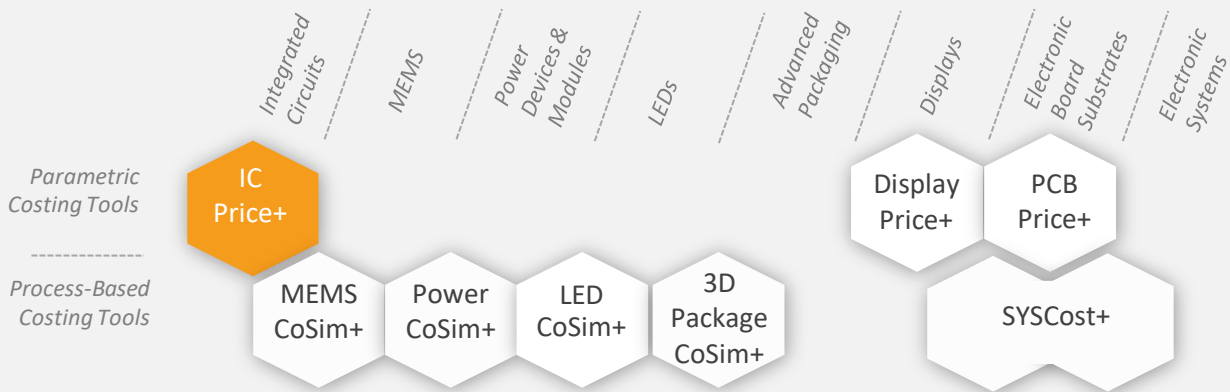 Integrated
Circuits
MEMS
Power
Devices &
Modules
LEDs
Advanced
Packaging
Displays
Electronic
Board
Substrates
Electronic
Systems
Parametric
Costing Tools
IC
Price+
Display
Price+
PCB
Price+
Process-Based
Costing Tools
MEMS
CoSim+
Power
CoSim+
LED
CoSim+
3D
Package
CoSim+
SYSCost+